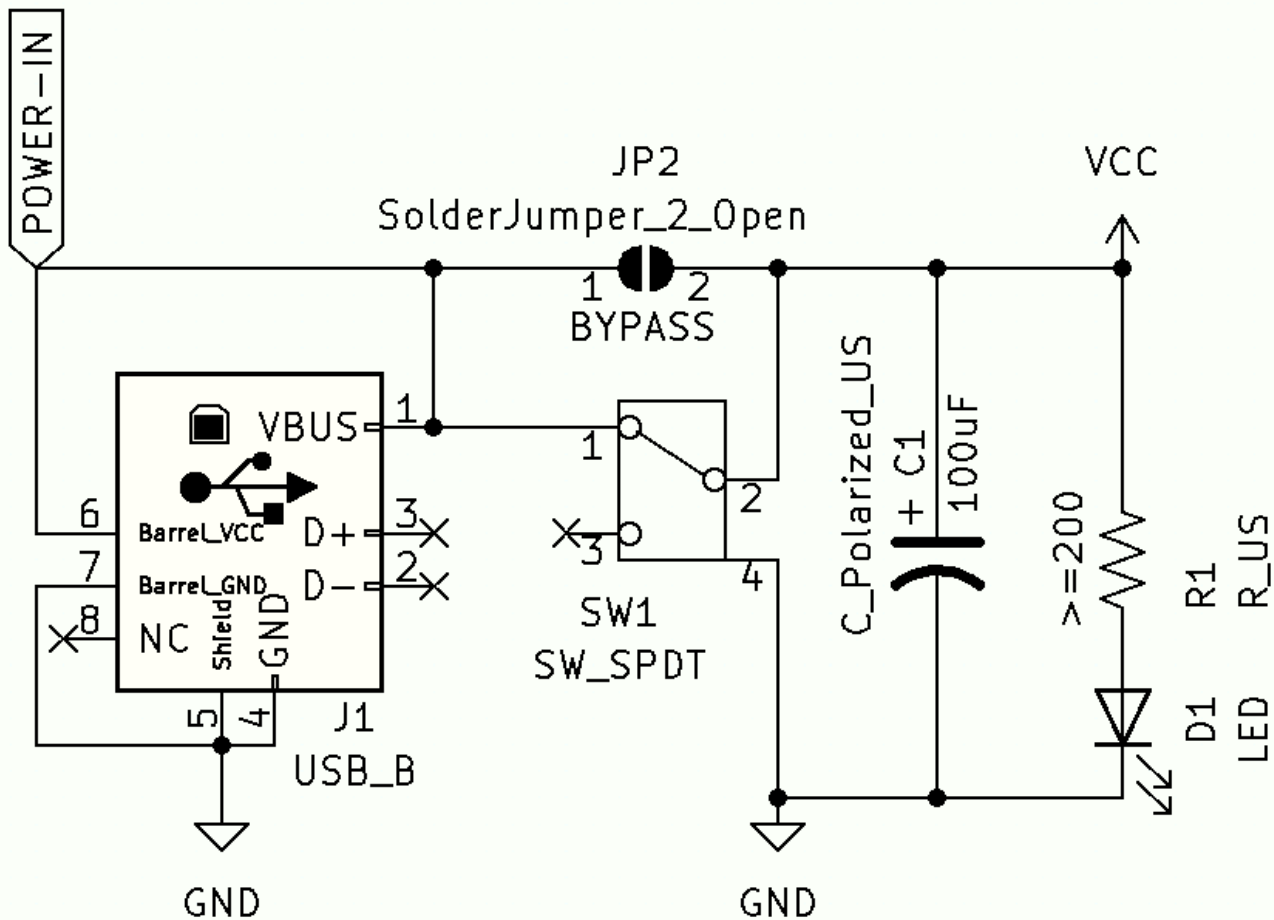 POWER-IN
JP2
SolderJumper_2_Open
1 2
BYPASS
VCC
VBUS 1
6 Barrel_VCC D+ 3
7 Barrel_GND D- 2
8 NC
Shield
GND
5
4
J1
USB_B
GND
1
2
3
4
SW1
SW_SPDT
C_Polarized_US
+ C1
100uF
>=200
R1
R_US
D1
LED
GND